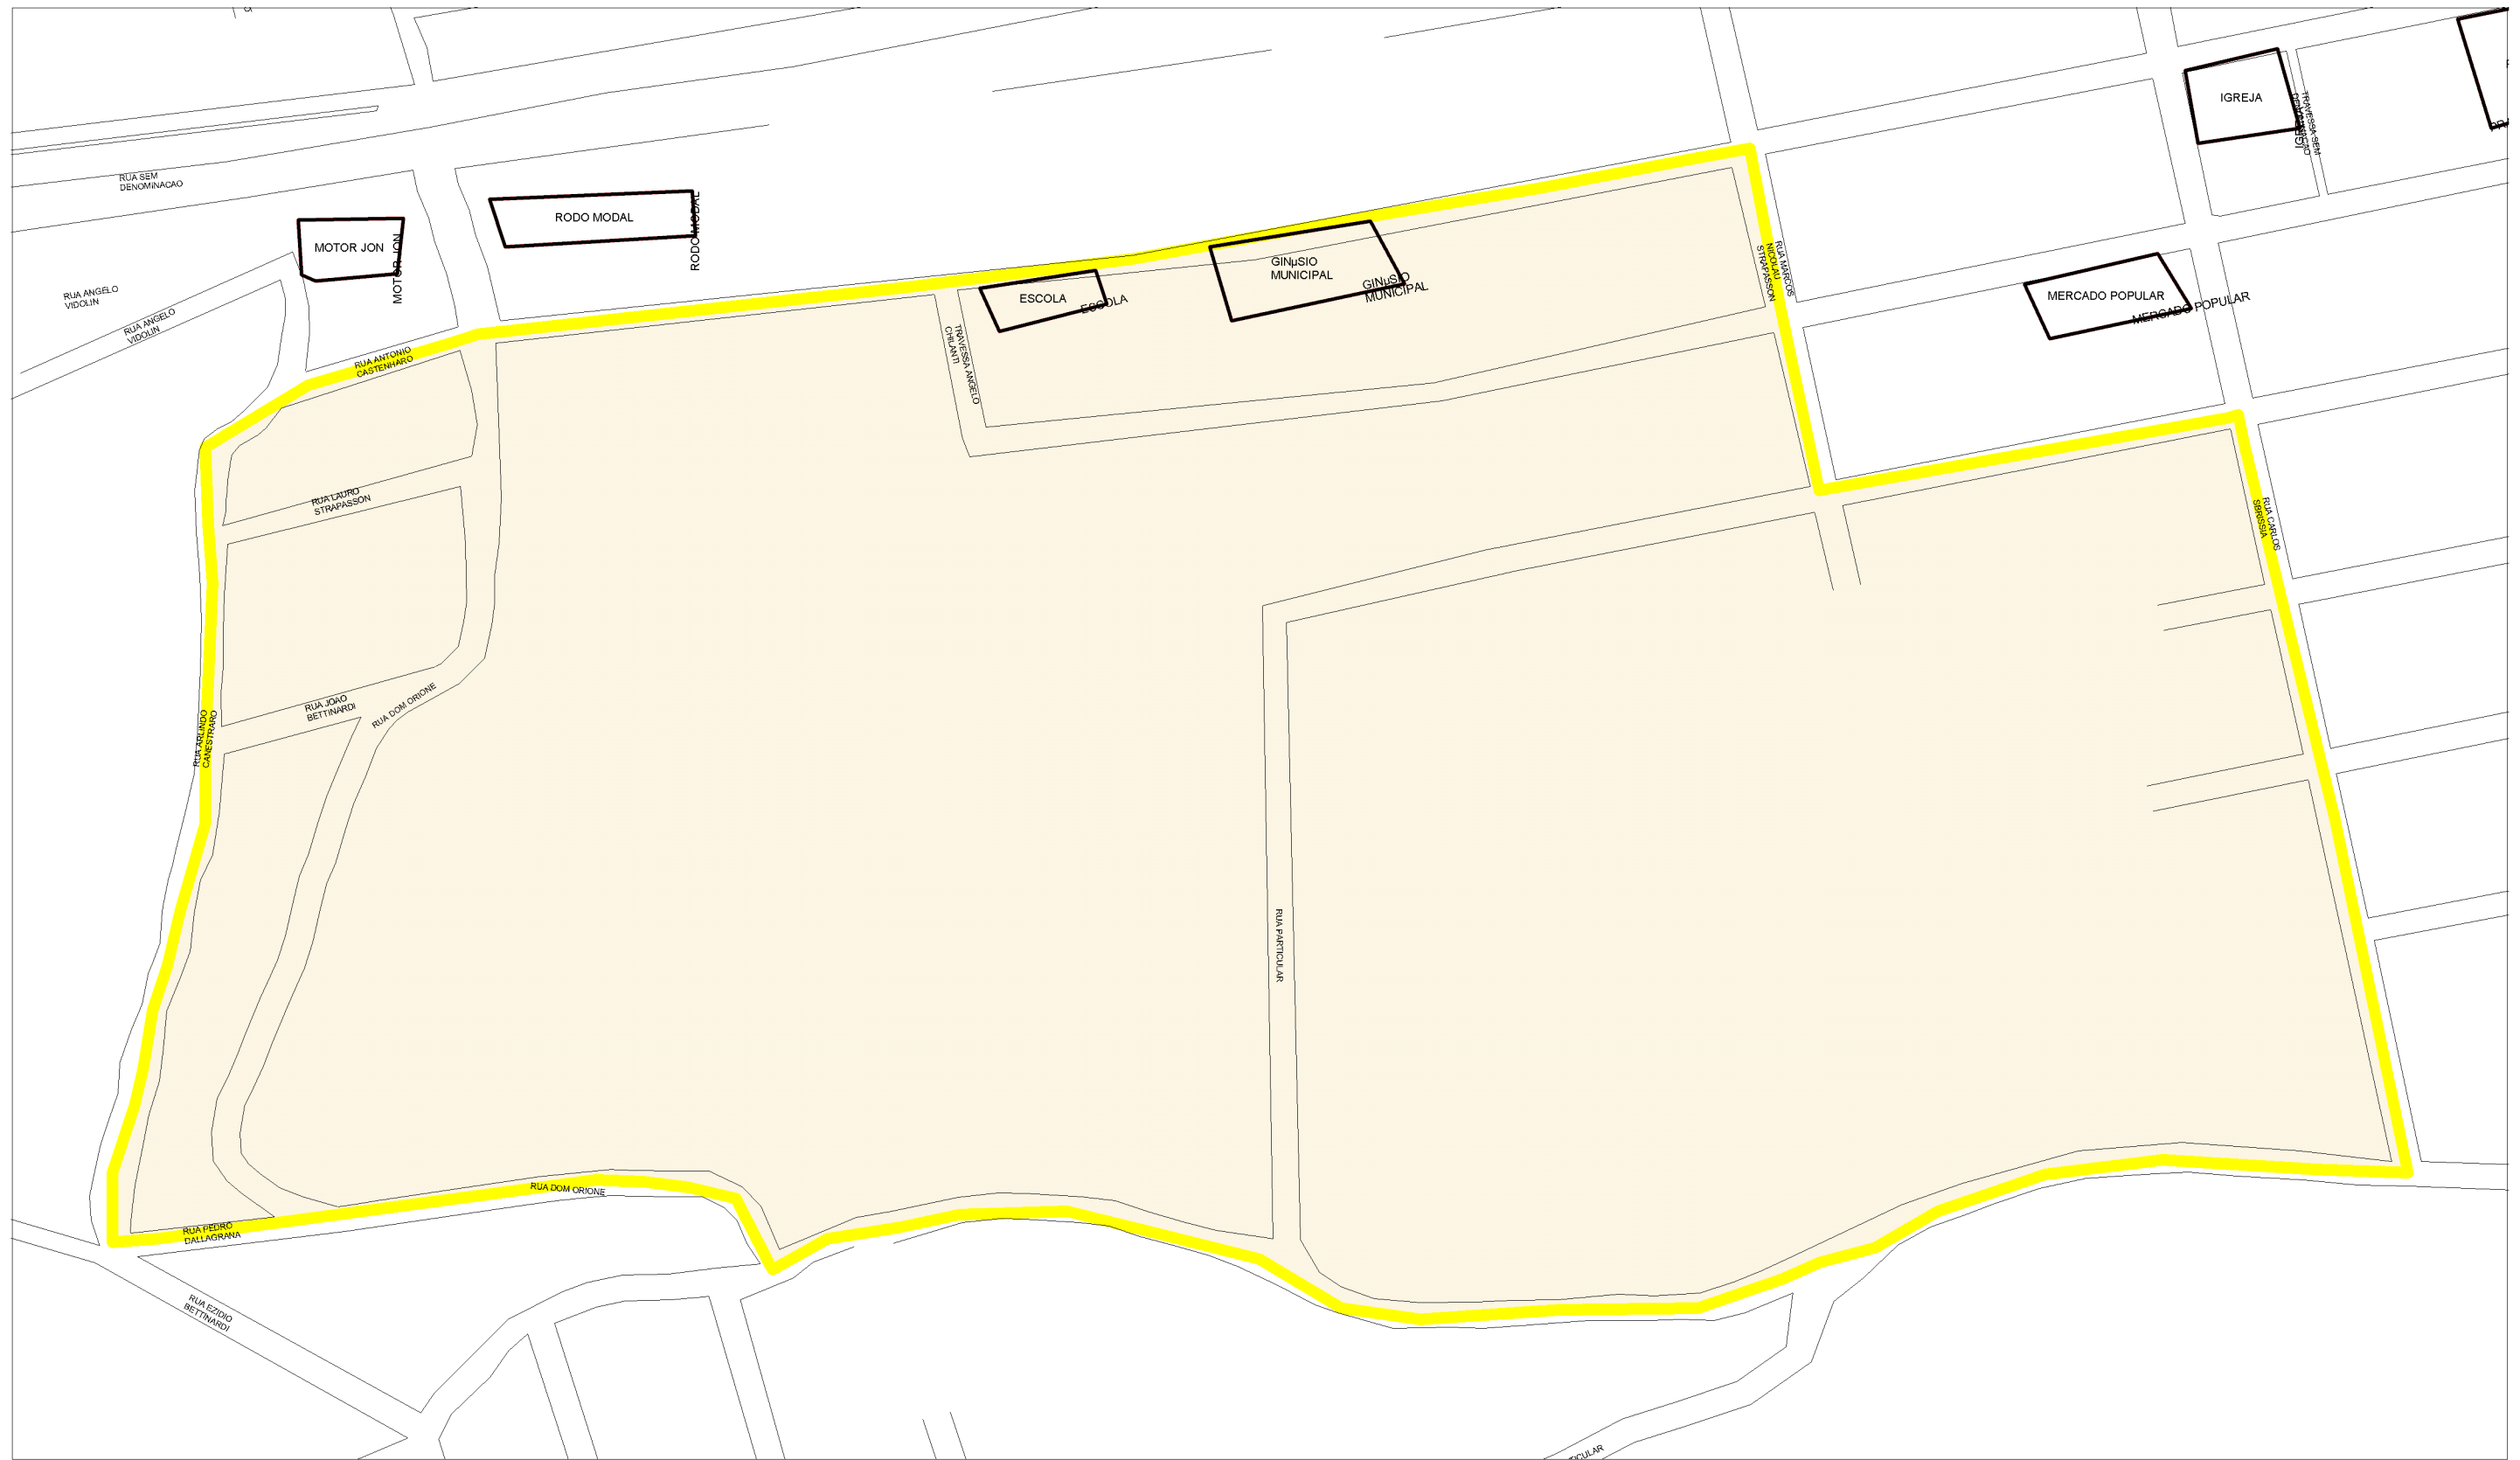 IGREJA
TRAVESSA SEM
RUA SEM
DENOMINACAO
RODO MODAL
RODO MODAL
MOTOR JON
MOTOR JON
RUA ANGELO
VIDOLIN
RUA ANGELO
VIDOLIN
GINµSIO
MUNICIPAL
GINµSIO
MUNICIPAL
ESCOLA
ESCOLA
RUA MARCOS
NICOLAU
STRAPASSON
MERCADO POPULAR
MERCADO POPULAR
RUA ANTONIO
CASTENHARO
TRAVESSA ANGELO
CHILANTI
RUA LAURO
STRAPASSON
RUA CARLOS
SBRISSIA
RUA JOAO
BETTINARDI
RUA DOM ORIONE
RUA ARLINDO
CANESTRARO
RUA PARTICULAR
RUA DOM ORIONE
RUA PEDRO
DALLAGRANA
RUA EZIDIO
BETTINARDI
TICULAR